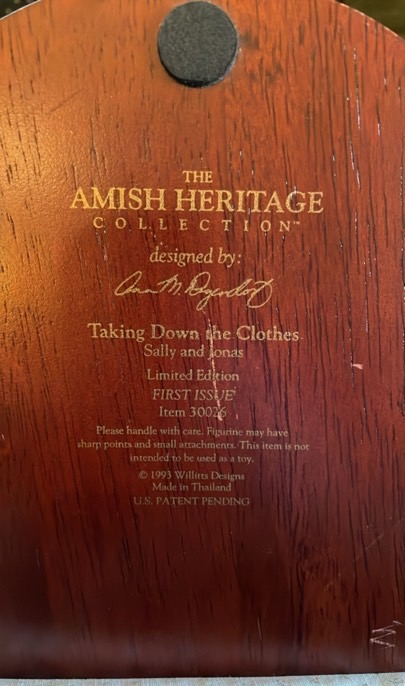 THE
AMISH HERITAGE
COLLECTION™
designed by:
Taking Down the Clothes
Sally and Jonas
Limited Edition
FIRST ISSUE
Item 30026
Please handle with care. Figurine may have
sharp points and small attachments. This item is not
intended to be used as a toy.
© 1993 Willitts Designs
Made in Thailand
U.S. PATENT PENDING